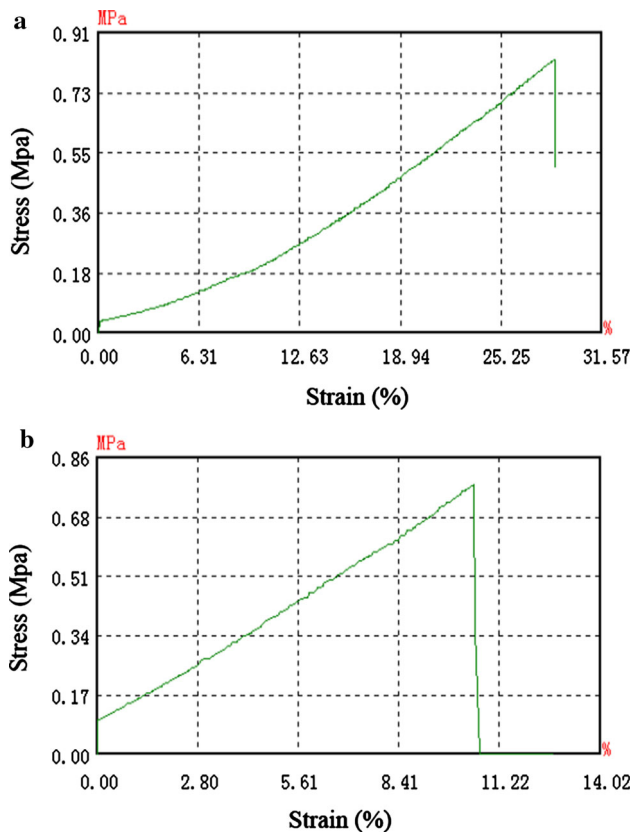 a
MPa
0.91
0.73
0.55
0.36
0.18
0.00
Stress (Mpa)
%
0.00 6.31 12.63 18.94 25.25 31.57
Strain (%)
b
MPa
0.86
0.68
0.51
0.34
0.17
0.00
Stress (Mpa)
%
0.00 2.80 5.61 8.41 11.22 14.02
Strain (%)